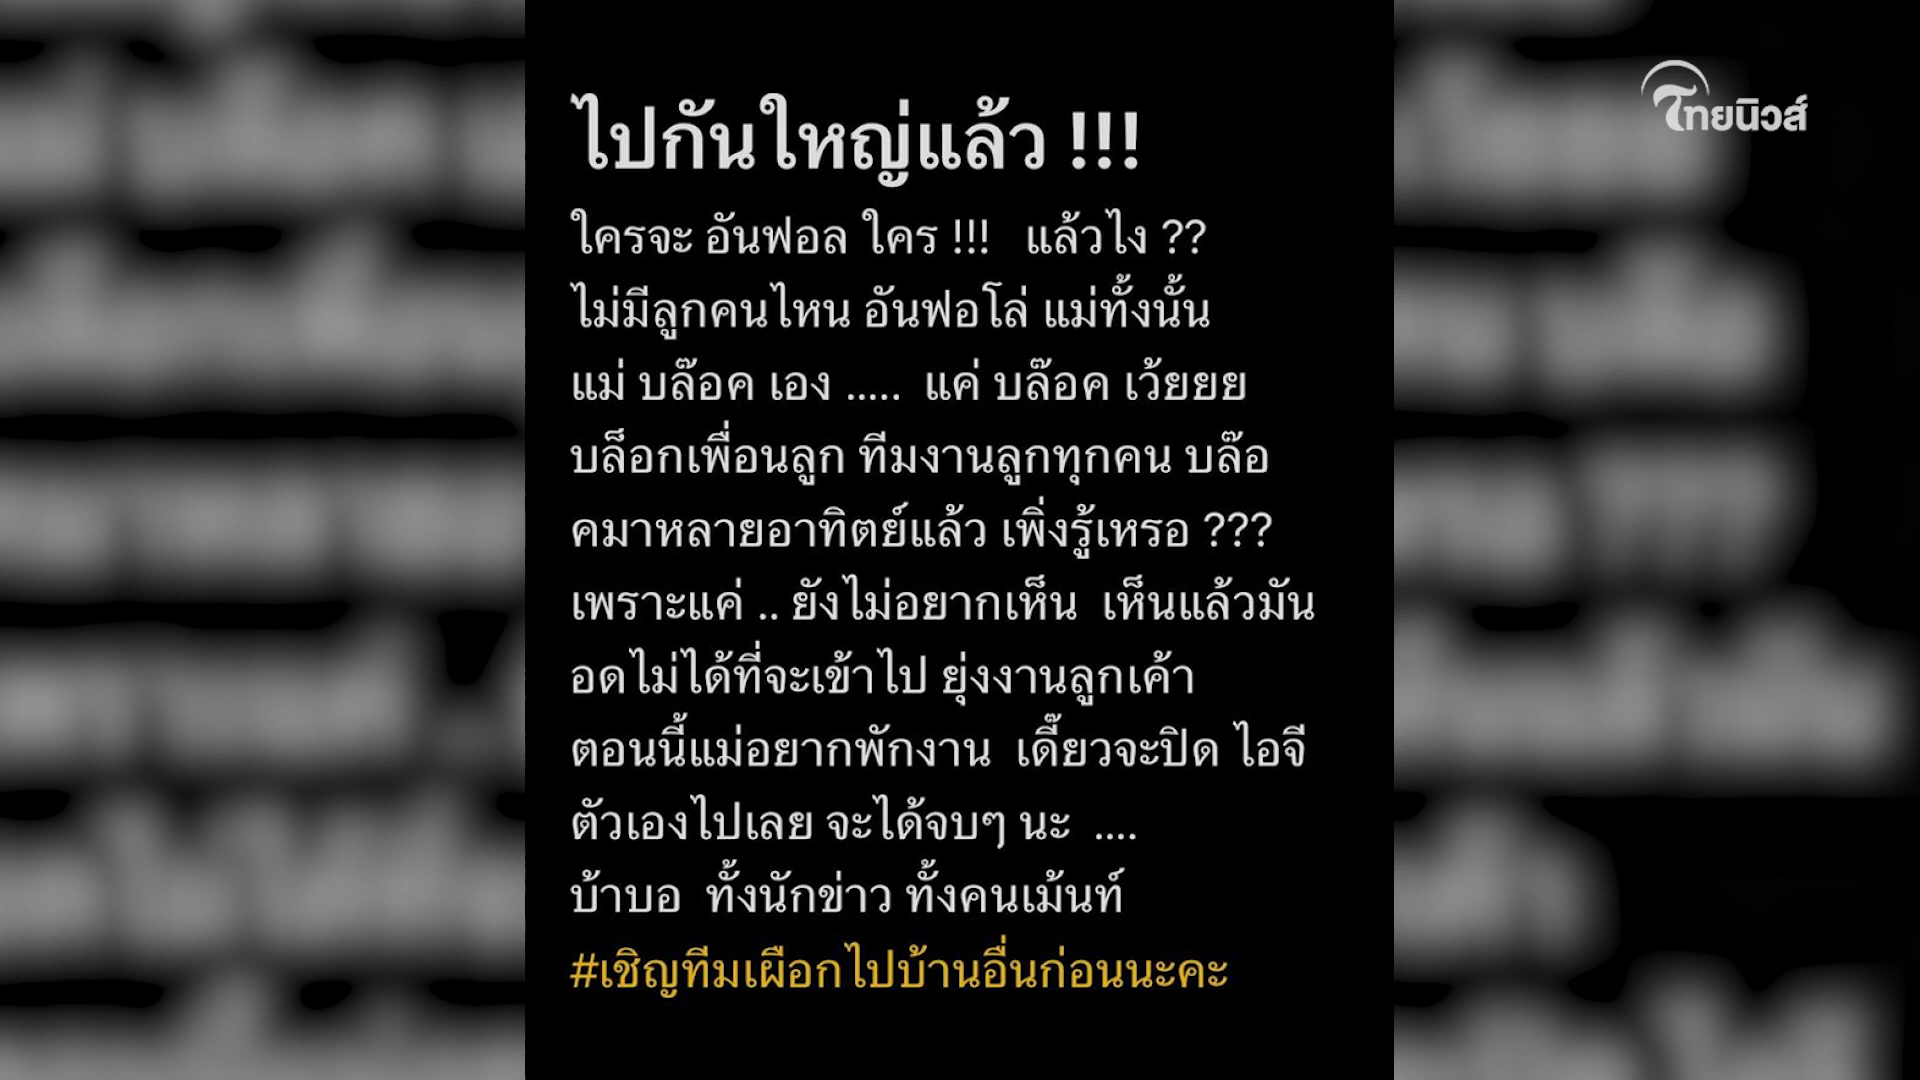 ไทยนิวส์
ไปกันใหญ่แล้ว !!!
ใครจะ อันฟอล ใคร !!! แล้วไง ??
ไม่มีลูกคนไหน อันฟอโล่ แม่ทั้งนั้น
แม่ บล๊อค เอง ..... แค่ บล๊อค เว้ยยย
บล็อกเพื่อนลูก ทีมงานลูกทุกคน บล๊อ
คมาหลายอาทิตย์แล้ว เพิ่งรู้เหรอ ???
เพราะแค่ .. ยังไม่อยากเห็น เห็นแล้วมัน
อดไม่ได้ที่จะเข้าไป ยุ่งงานลูกเค้า
ตอนนี้แม่อยากพักงาน เดี๊ยวจะปิด ไอจี
ตัวเองไปเลย จะได้จบๆ นะ ....
บ้าบอ ทั้งนักข่าว ทั้งคนเม้นท์
#เชิญทีมเผือกไปบ้านอื่นก่อนนะคะ